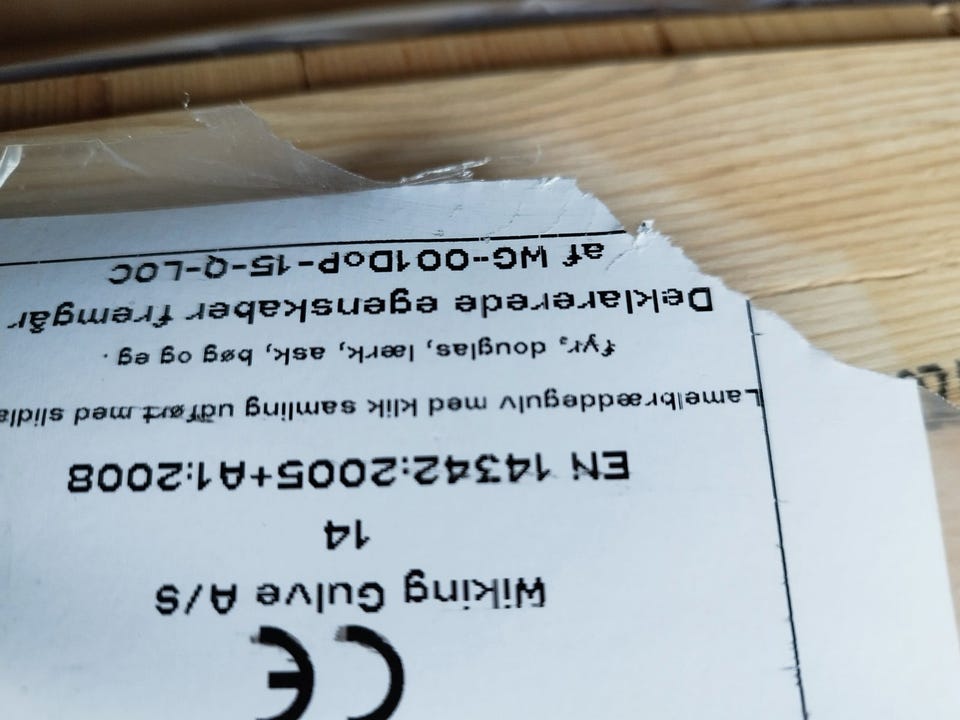 CE
Wiking Gulve A/S
14
EN 14342:2005+A1:2008
Lamelbræddegulv med klik samling udført med
fyr, douglas, lærk, ask, bøg og eg.
Deklarerede egenskaber fremgår
af WG-001DoP-15-Q-LOC